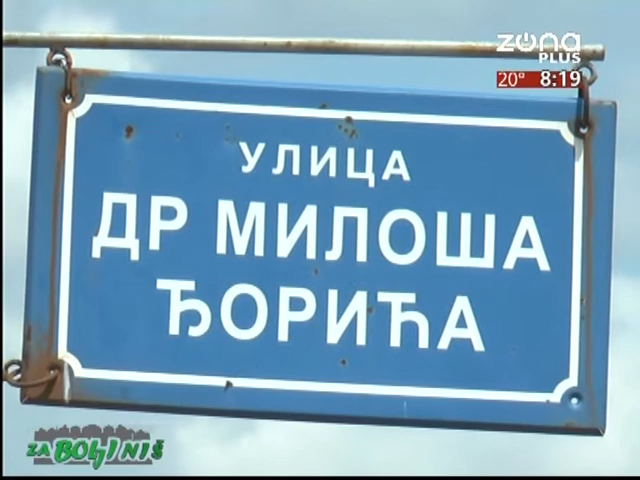 zona
PLUS
20° 8:19
УЛИЦА
ДР МИЛОША
ЂОРИЋА
ZA BOLJI NIŠ